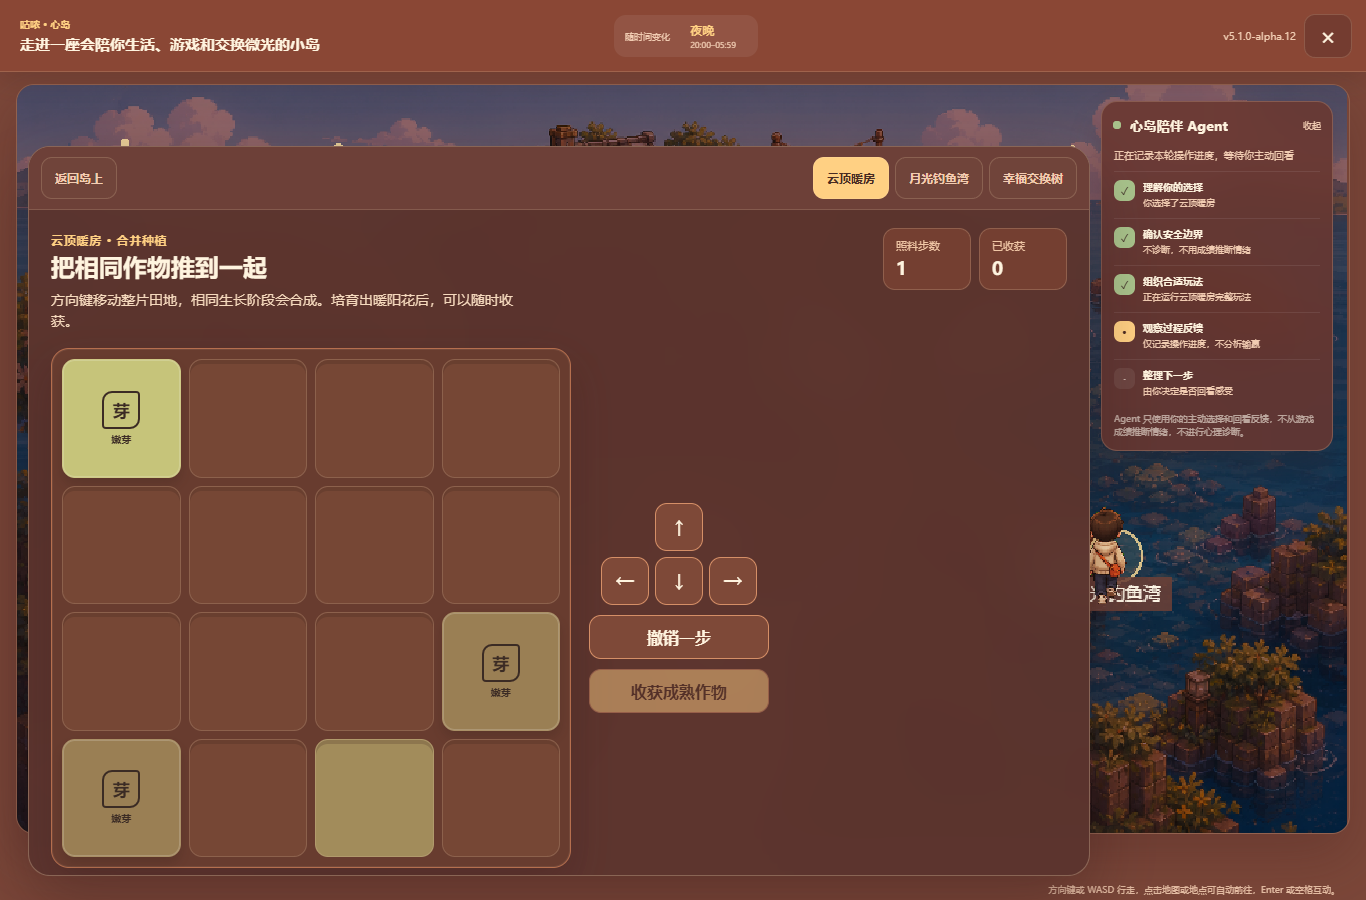 咕哝·心岛
走进一座会陪你生活、游戏和交换微光的小岛
随时间变化
夜晚
20:00-05:59
v5.1.0-alpha.12
×
返回岛上
云顶暖房
月光钓鱼湾
幸福交换树
云顶暖房·合并种植
把相同作物推到一起
方向键移动整片田地，相同生长阶段会合成。培育出暖阳花后，可以随时收
获。
照料步数
1
已收获
0
芽
嫩芽
芽
嫩芽
芽
嫩芽
↑
← ↓ →
撤销一步
收获成熟作物
心岛陪伴 Agent
收起
正在记录本轮操作进度，等待你主动回看
✓ 理解你的选择
你选择了云顶暖房
✓ 确认安全边界
不诊断，不用成绩推断情绪
✓ 组织合适玩法
正在运行云顶暖房完整玩法
• 观察过程反馈
仅记录操作进度，不分析输赢
· 整理下一步
由你决定是否回看感受
Agent 只使用你的主动选择和回看反馈，不从游戏
成绩推断情绪，不进行心理诊断。
钓鱼湾
方向键或 WASD 行走，点击地图或地点可自动前往，Enter 或空格互动。